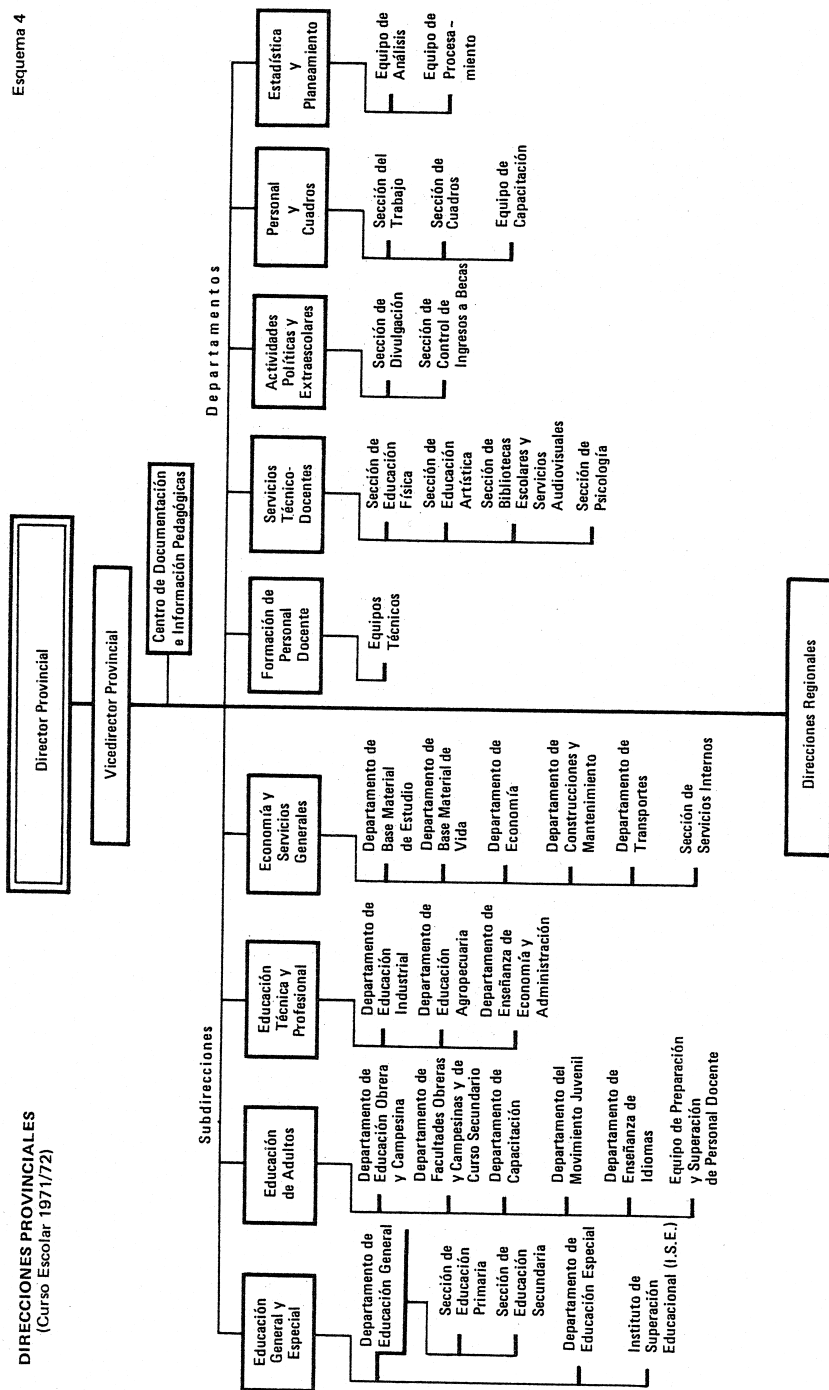 Esquema 4
DIRECCIONES PROVINCIALES
(Curso Escolar 1971/72)
Director Provincial
Vicedirector Provincial
Centro de Documentación
e Información Pedagógicas
Subdirecciones
Departamentos
Educación
General y
Especial
Departamento de
Educación General
Sección de
Educación
Primaria
Sección de
Educación
Secundaria
Departamento de
Educación Especial
Instituto de
Superación
Educacional (I.S.E.)
Educación
de Adultos
Departamento de
Educación Obrera
y Campesina
Departamento de
Facultades Obreras
y Campesinas y de
Curso Secundario
Departamento de
Capacitación
Departamento del
Movimiento Juvenil
Departamento de
Enseñanza de
Idiomas
Equipo de Preparación
y Superación
de Personal Docente
Educación
Técnica y
Profesional
Departamento de
Educación
Industrial
Departamento de
Educación
Agropecuaria
Departamento de
Enseñanza de
Economía y
Administración
Economía y
Servicios
Generales
Departamento de
Base Material
de Estudio
Departamento de
Base Material de
Vida
Departamento de
Economía
Departamento de
Construcciones y
Mantenimiento
Departamento de
Transportes
Sección de
Servicios Internos
Formación de
Personal
Docente
Equipos
Técnicos
Servicios
Técnico-
Docentes
Sección de
Educación
Física
Sección de
Educación
Artística
Sección de
Bibliotecas
Escolares y
Servicios
Audiovisuales
Sección de
Psicología
Actividades
Políticas y
Extraescolares
Sección de
Divulgación
Sección de
Control de
Ingresos a Becas
Personal
y
Cuadros
Sección del
Trabajo
Sección de
Cuadros
Equipo de
Capacitación
Estadística
y
Planeamiento
Equipo de
Análisis
Equipo de
Procesa-
miento
Direcciones Regionales